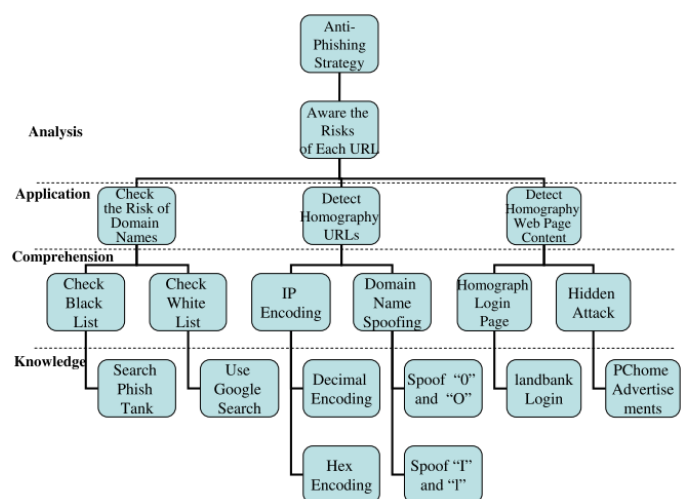 Anti-
Phishing
Strategy
Aware the
Risks
of Each URL
Analysis
Application
Check
the Risk of
Domain
Names
Detect
Homography
URLs
Detect
Homography
Web Page
Content
Comprehension
Check
Black
List
Check
White
List
IP
Encoding
Domain
Name
Spoofing
Homograph
Login
Page
Hidden
Attack
Knowledge
Search
Phish
Tank
Use
Google
Search
Decimal
Encoding
Spoof “0”
and “O”
landbank
Login
PChome
Advertise
ments
Hex
Encoding
Spoof “I”
and “l”